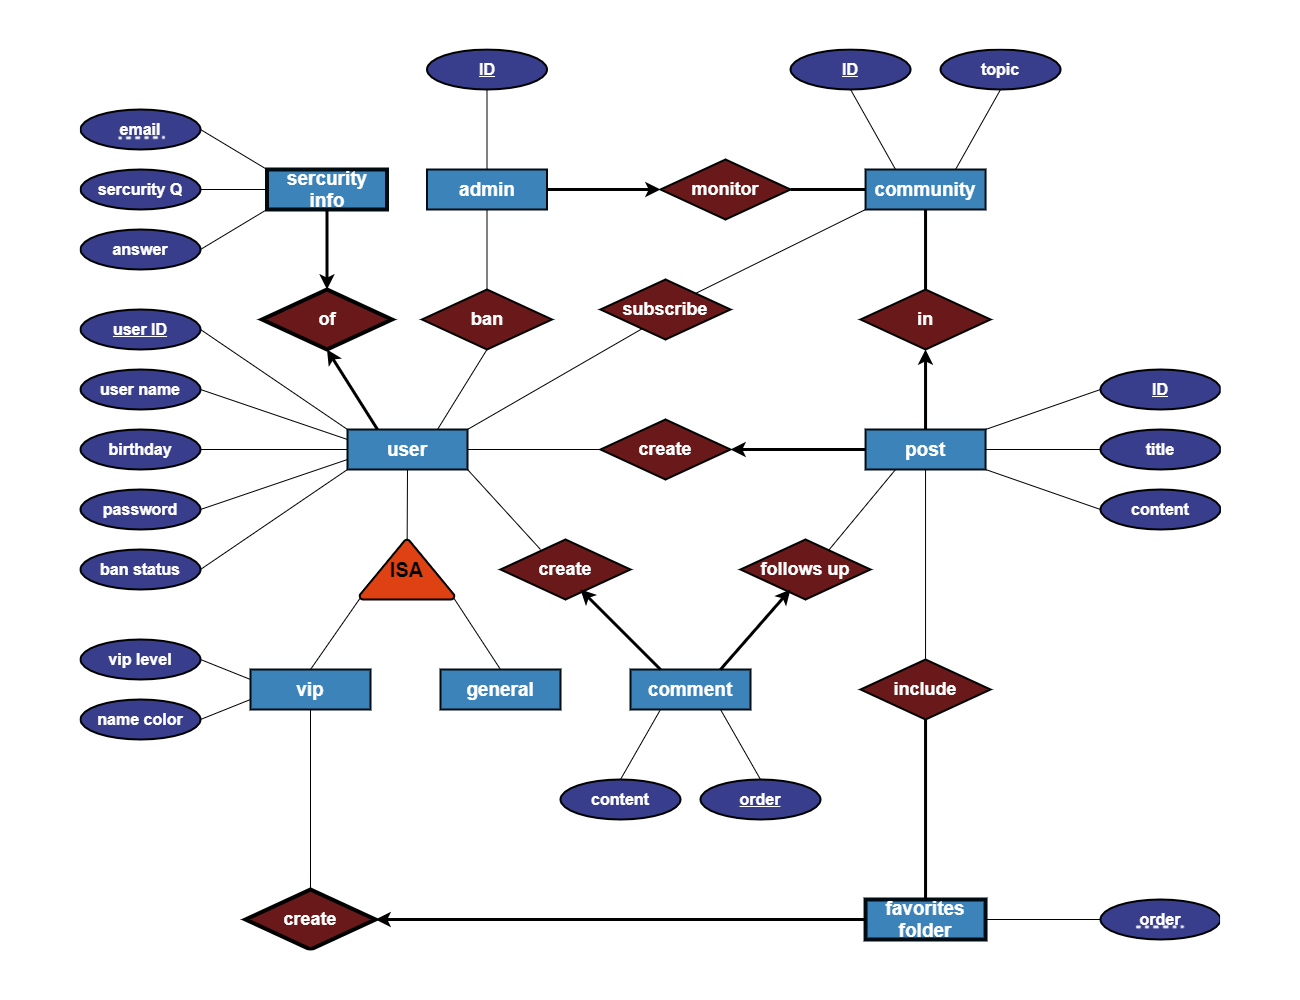 ID
ID
topic
email
sercurity Q
answer
sercurity
info
admin
monitor
community
of
ban
subscribe
in
user ID
user name
birthday
password
ban status
user
create
post
ID
title
content
ISA
create
follows up
vip level
name color
vip
general
comment
include
content
order
create
favorites
folder
order